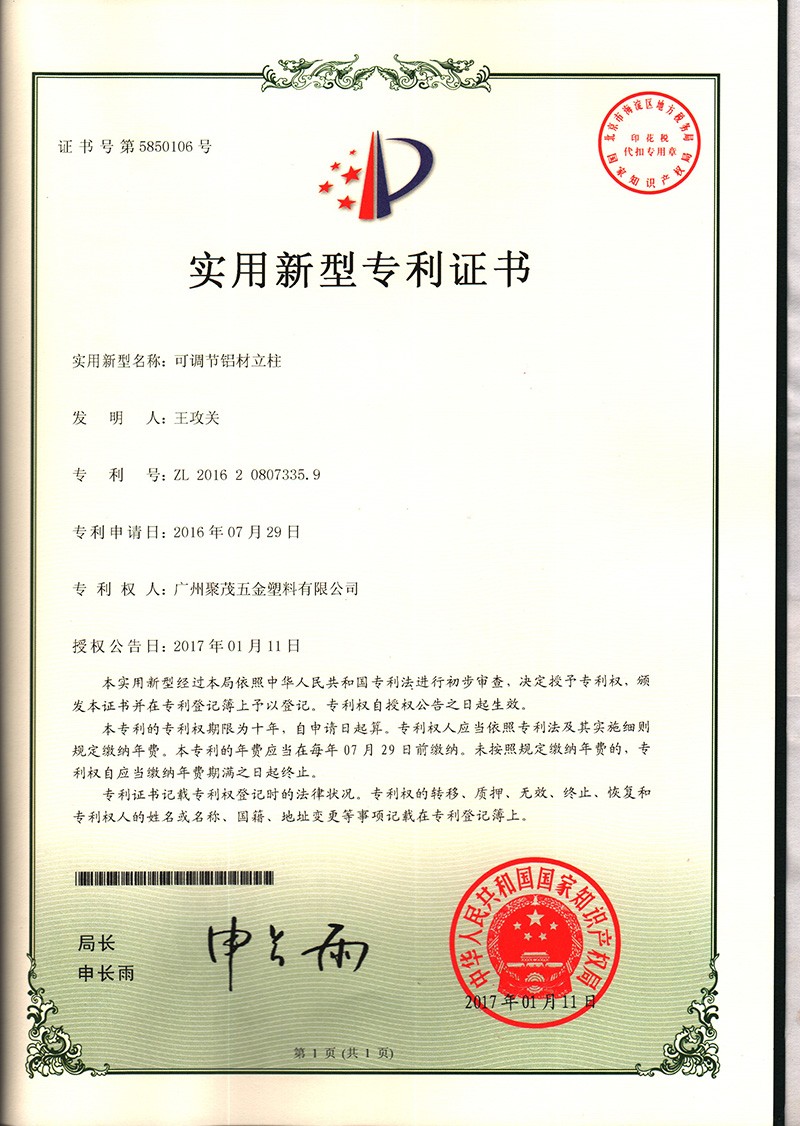 证书号第5850106号
北京市海淀区地方税务局
印花税
代扣专用章
国家知识产权局
实用新型专利证书
实用新型名称：可调节铝材立柱
发明人：王攻关
专利号：ZL 2016 2 0807335.9
专利申请日：2016年07月29日
专利权人：广州聚茂五金塑料有限公司
授权公告日：2017年01月11日
本实用新型经过本局依照中华人民共和国专利法进行初步审查，决定授予专利权，颁
发本证书并在专利登记簿上予以登记。专利权自授权公告之日起生效。
本专利的专利权期限为十年，自申请日起算。专利权人应当依照专利法及其实施细则
规定缴纳年费。本专利的年费应当在每年07月29日前缴纳。未按照规定缴纳年费的，专
利权自应当缴纳年费期满之日起终止。
专利证书记载专利权登记时的法律状况。专利权的转移、质押、无效、终止、恢复和
专利权人的姓名或名称、国籍、地址变更等事项记载在专利登记簿上。
局长
申长雨
申长雨
中华人民共和国国家知识产权局
2017年01月11日
第1页(共1页)